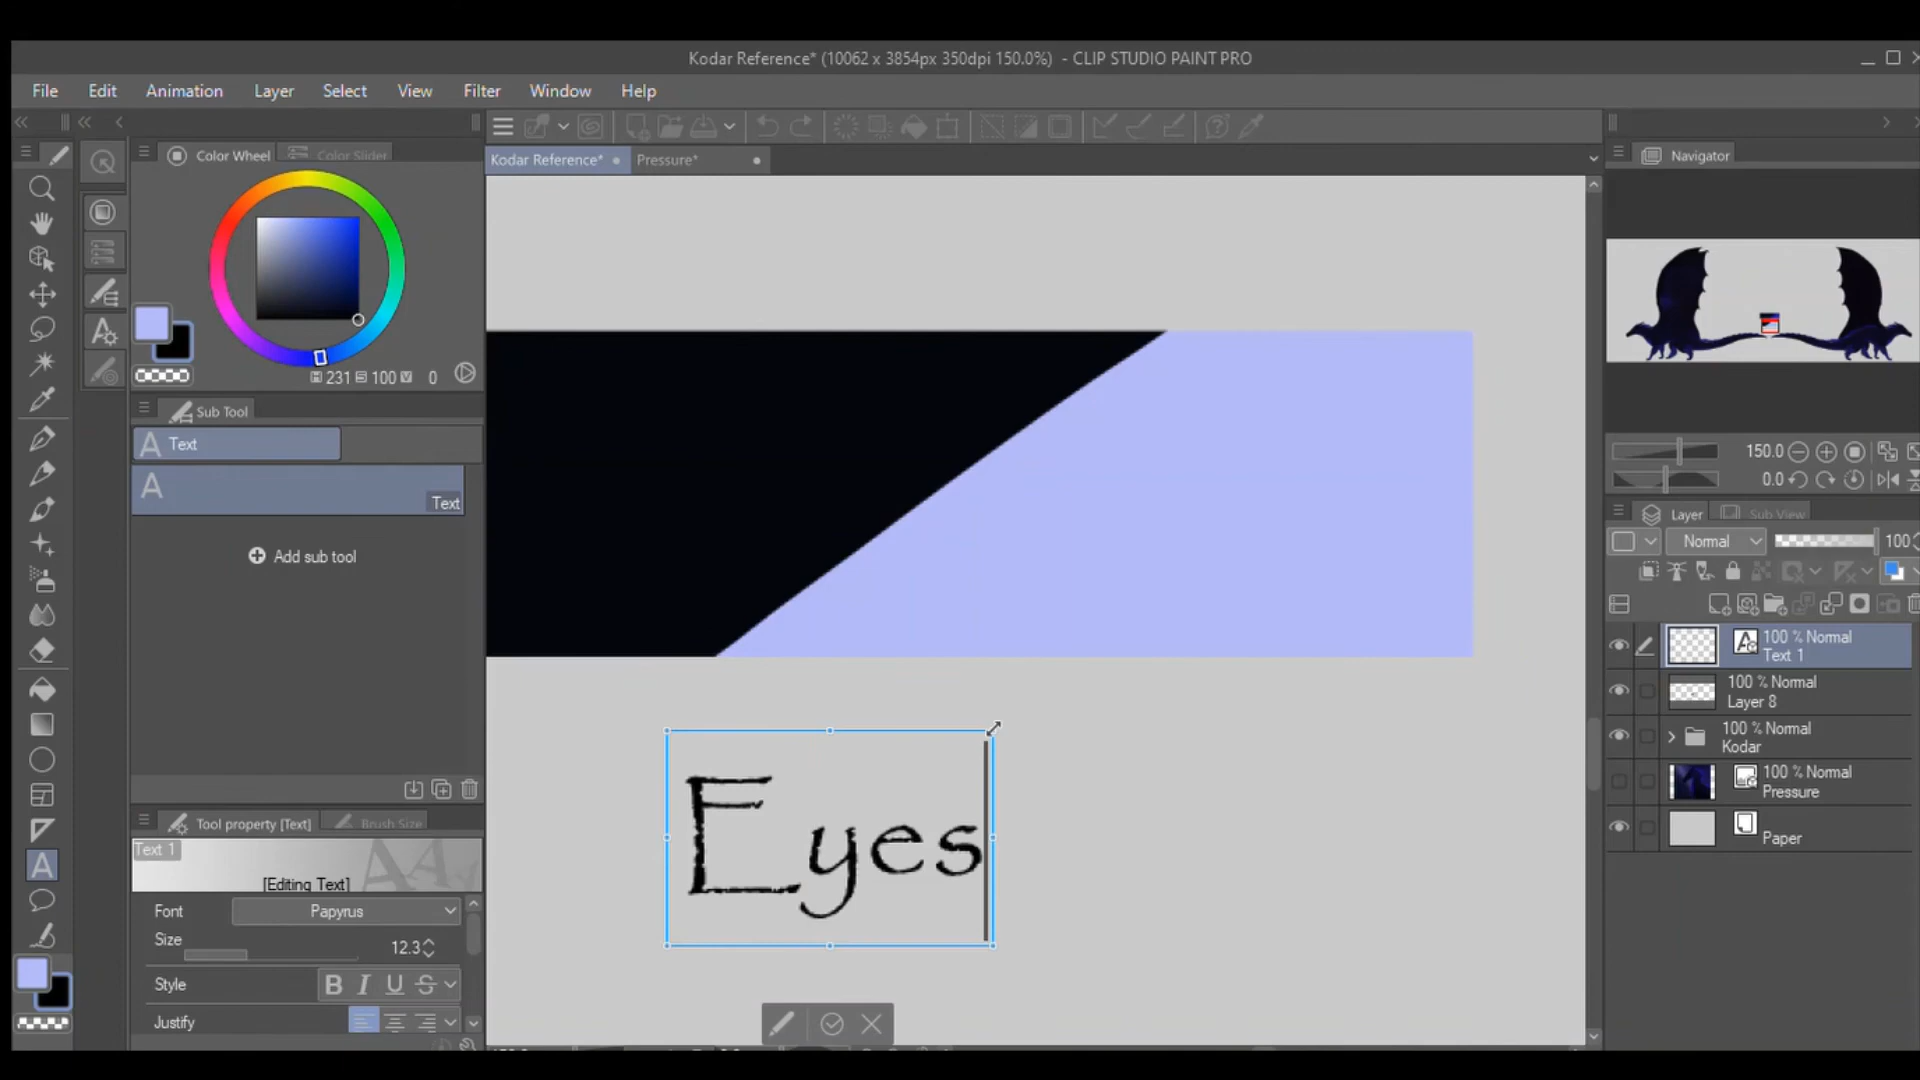 Kodar Reference* (10062 x 3854px 350dpi 150.0%) - CLIP STUDIO PAINT PRO
File Edit Animation Layer Select View Filter Window Help
Color Wheel Color Slider
Kodar Reference* Pressure*
Navigator
231 100 0
Sub Tool
Text
Text
Add sub tool
150.0
0.0
Layer Sub View
Normal 100
100 % Normal
Text 1
100 % Normal
Layer 8
100 % Normal
Kodar
100 % Normal
Pressure
Paper
Eyes
Tool property [Text] Brush Size
Text 1
[Editing Text]
Font Papyrus
Size 12.3
Style B I U S
Justify